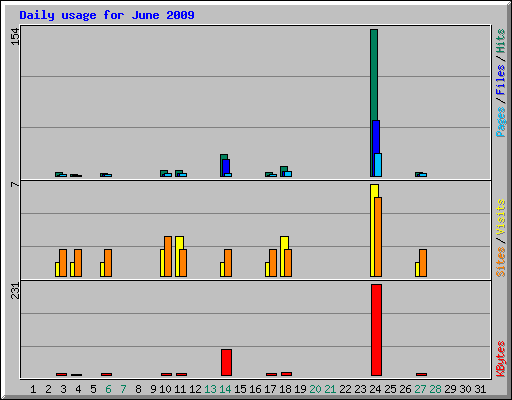 Daily usage for June 2009
154
7
231
Pages / Files / Hits
Sites / Visits
KBytes
1 2 3 4 5 6 7 8 9 10 11 12 13 14 15 16 17 18 19 20 21 22 23 24 25 26 27 28 29 30 31